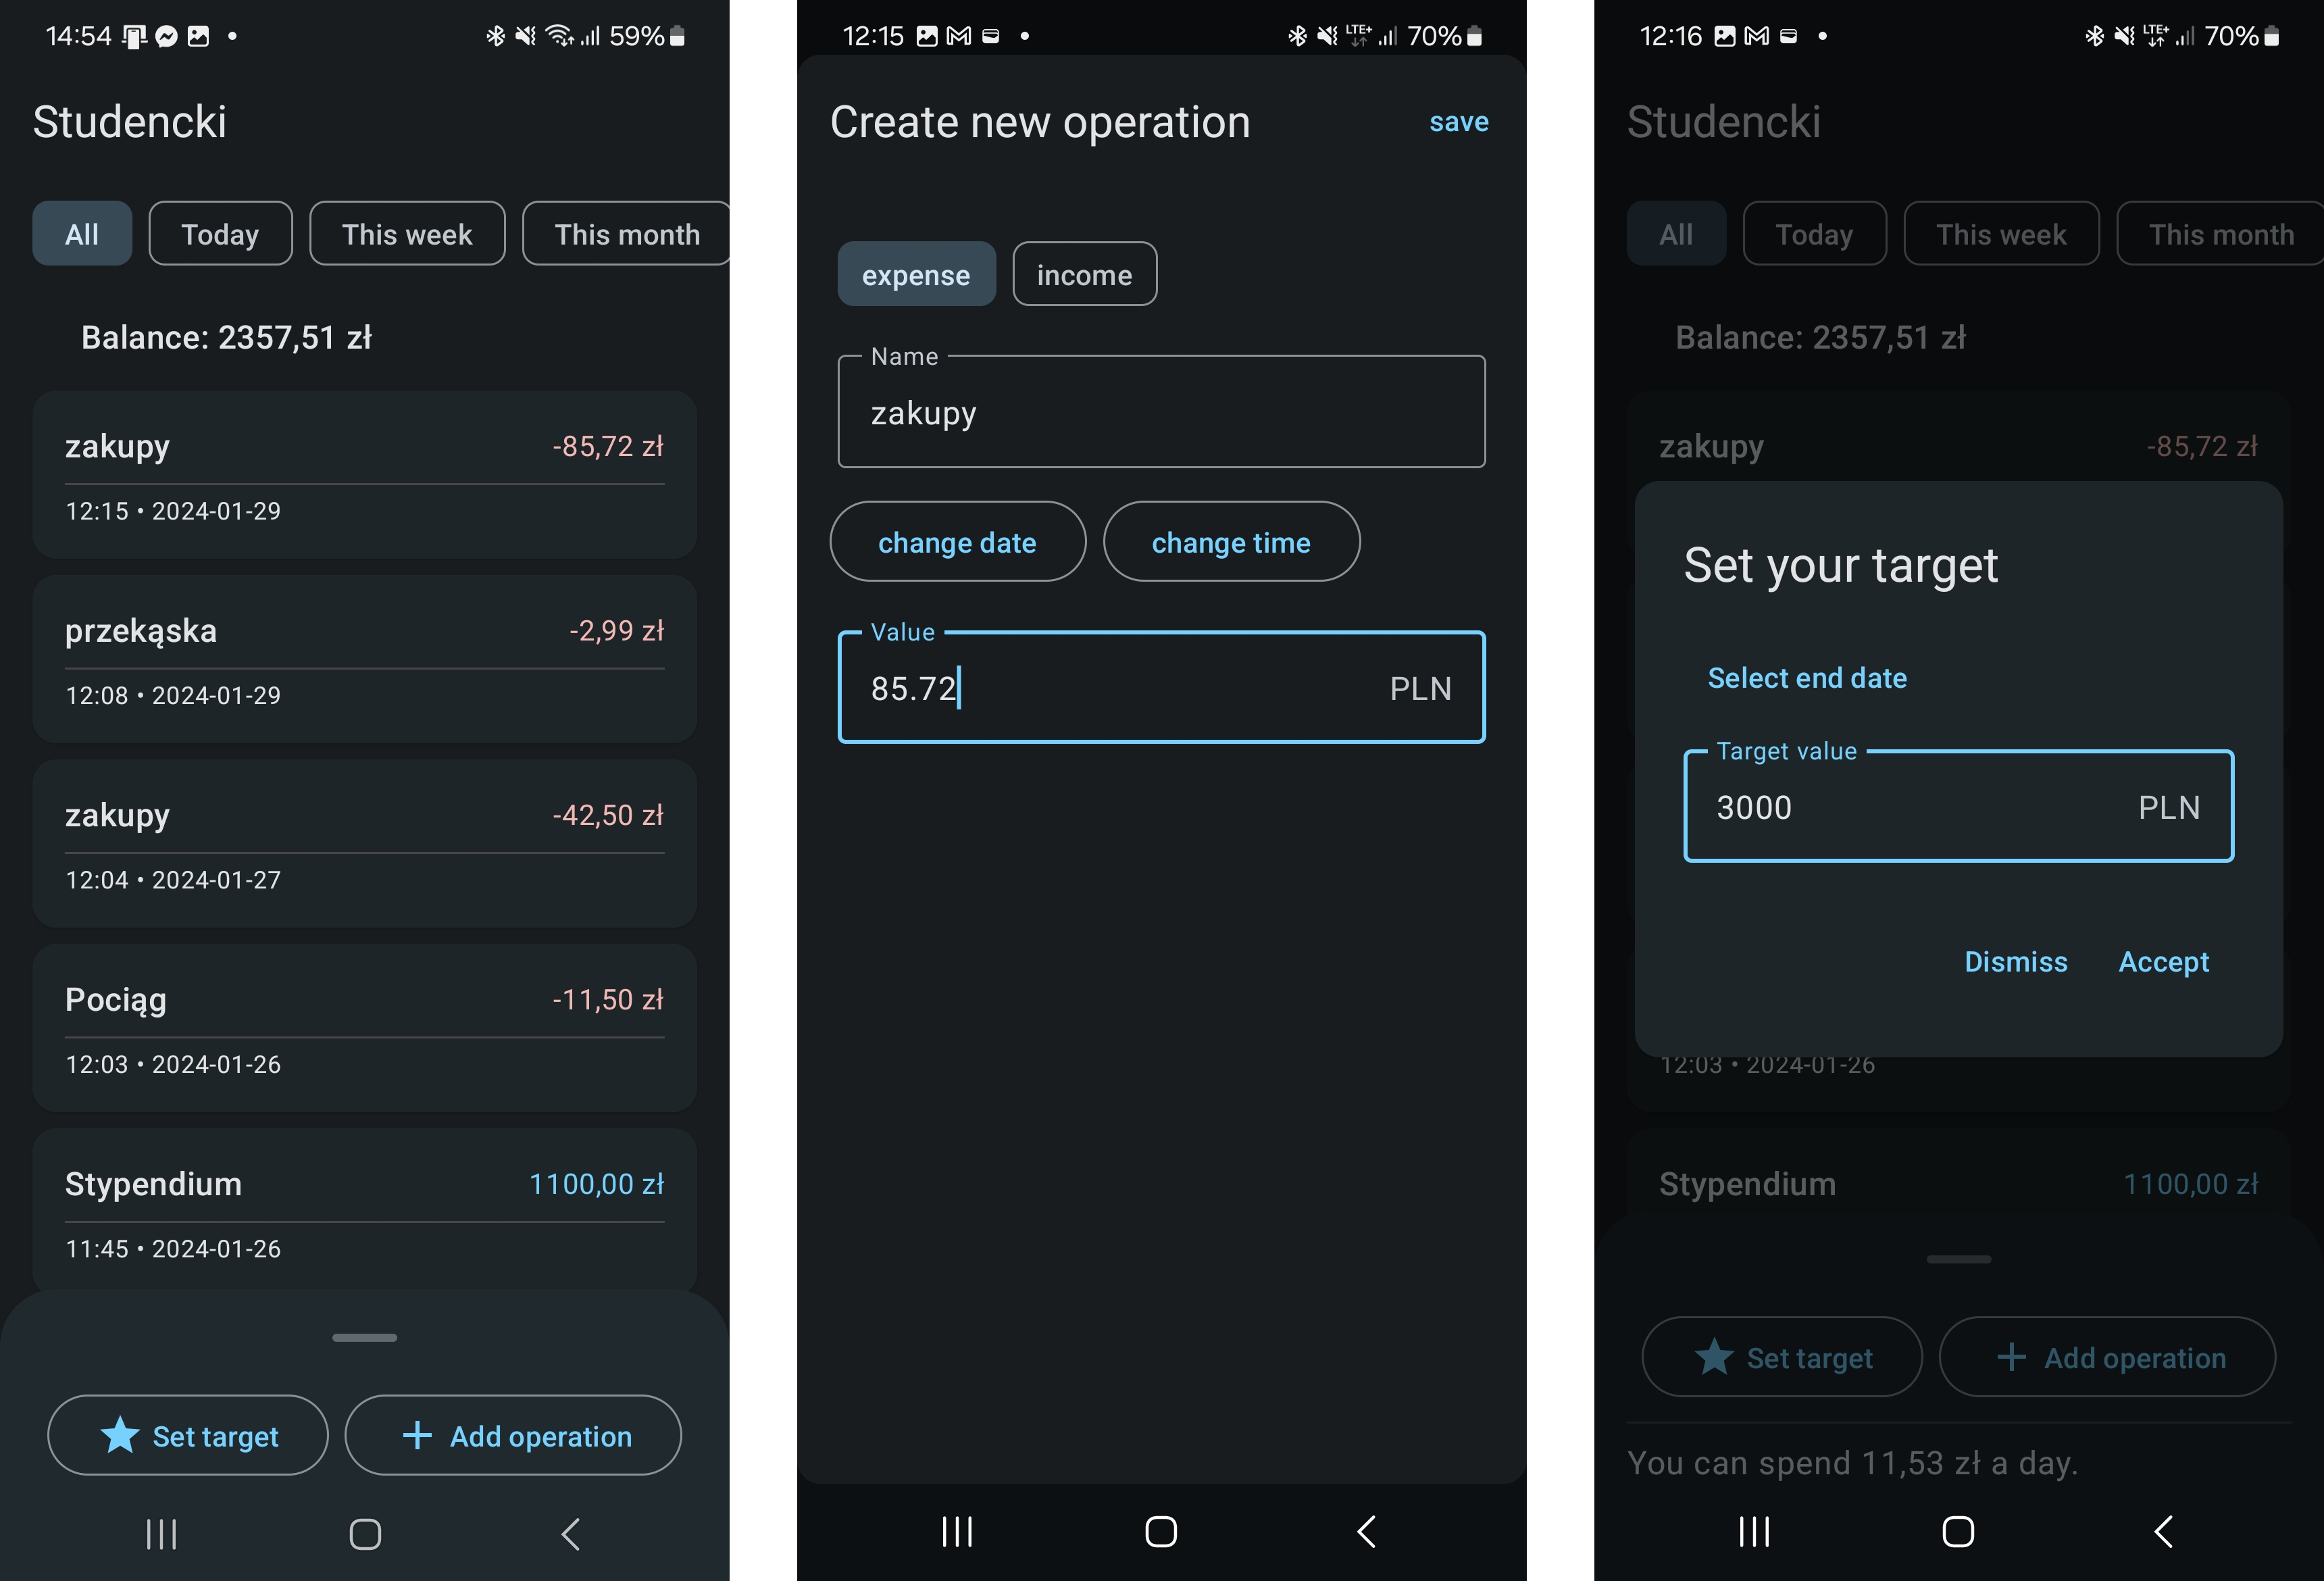 14:54
59%
Studencki
All
Today
This week
This month
Balance: 2357,51 zł
zakupy
-85,72 zł
12:15 • 2024-01-29
przekąska
-2,99 zł
12:08 • 2024-01-29
zakupy
-42,50 zł
12:04 • 2024-01-27
Pociąg
-11,50 zł
12:03 • 2024-01-26
Stypendium
1100,00 zł
11:45 • 2024-01-26
Set target
Add operation
12:15
LTE+
70%
Create new operation
save
expense
income
Name
zakupy
change date
change time
Value
85.72
PLN
12:16
LTE+
70%
Studencki
All
Today
This week
This month
Balance: 2357,51 zł
zakupy
-85,72 zł
Set your target
Select end date
Target value
3000
PLN
Dismiss
Accept
12:03 • 2024-01-26
Stypendium
1100,00 zł
Set target
Add operation
You can spend 11,53 zł a day.